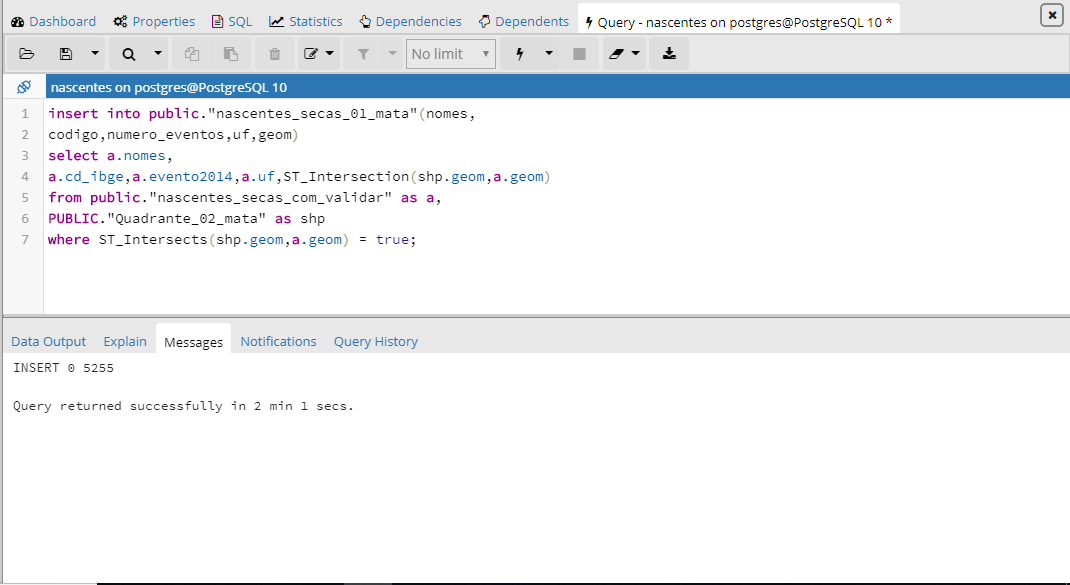 Dashboard Properties SQL Statistics Dependencies Dependents Query - nascentes on postgres@PostgreSQL 10 *
No limit
nascentes on postgres@PostgreSQL 10
1 insert into public."nascentes_secas_01_mata"(nomes,
2 codigo,numero_eventos,uf,geom)
3 select a.nomes,
4 a.cd_ibge,a.evento2014,a.uf,ST_Intersection(shp.geom,a.geom)
5 from public."nascentes_secas_com_validar" as a,
6 PUBLIC."Quadrante_02_mata" as shp
7 where ST_Intersects(shp.geom,a.geom) = true;
Data Output Explain Messages Notifications Query History
INSERT 0 5255
Query returned successfully in 2 min 1 secs.